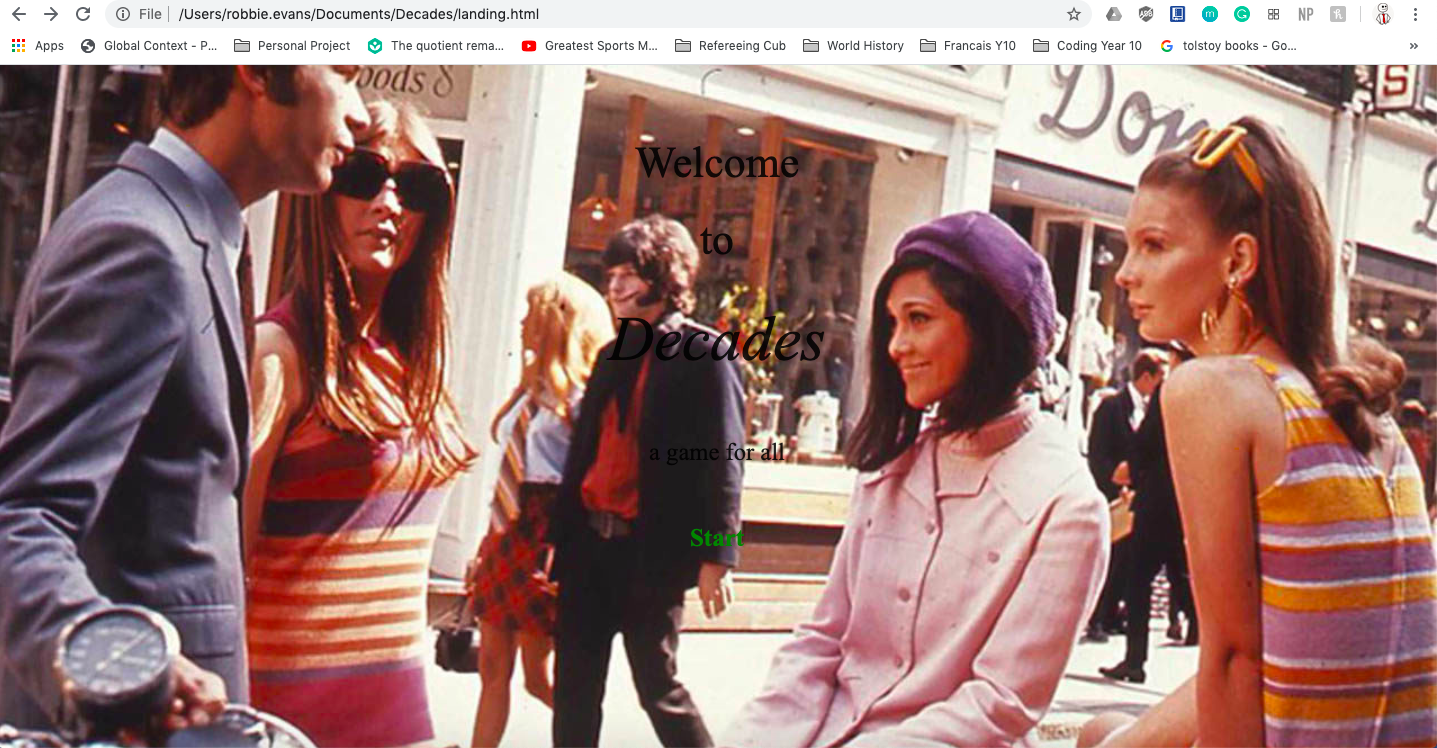 File
/Users/robbie.evans/Documents/Decades/landing.html
ABP
m
G
NP
Apps
Global Context - P...
Personal Project
The quotient rema...
Greatest Sports M...
Refereeing Cub
World History
Francais Y10
Coding Year 10
tolstoy books - Go...
»
oods &
S
Welcome
to
Decades
a game for all
Start